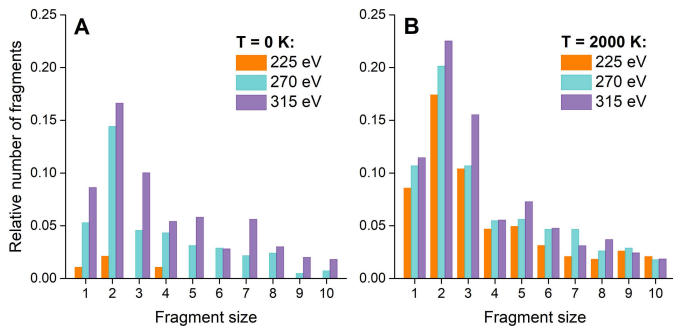 A
T = 0 K:
225 eV
270 eV
315 eV
Relative number of fragments
0.25
0.20
0.15
0.10
0.05
0.00
1 2 3 4 5 6 7 8 9 10
Fragment size
B
T = 2000 K:
225 eV
270 eV
315 eV
0.25
0.20
0.15
0.10
0.05
0.00
1 2 3 4 5 6 7 8 9 10
Fragment size